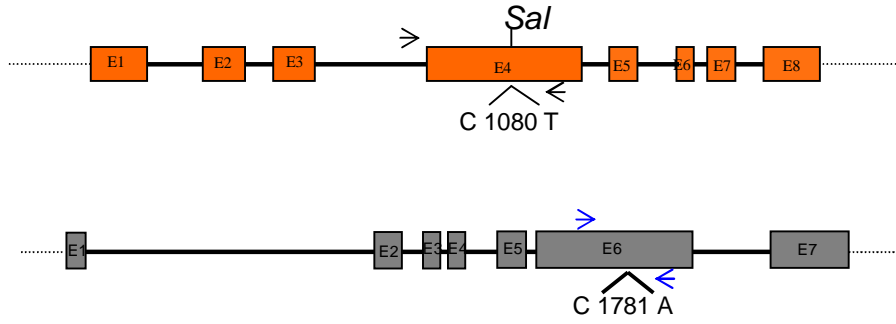 Sal
E1 E2 E3 E4 E5 E6 E7 E8
C 1080 T
E1 E2 E3 E4 E5 E6 E7
C 1781 A